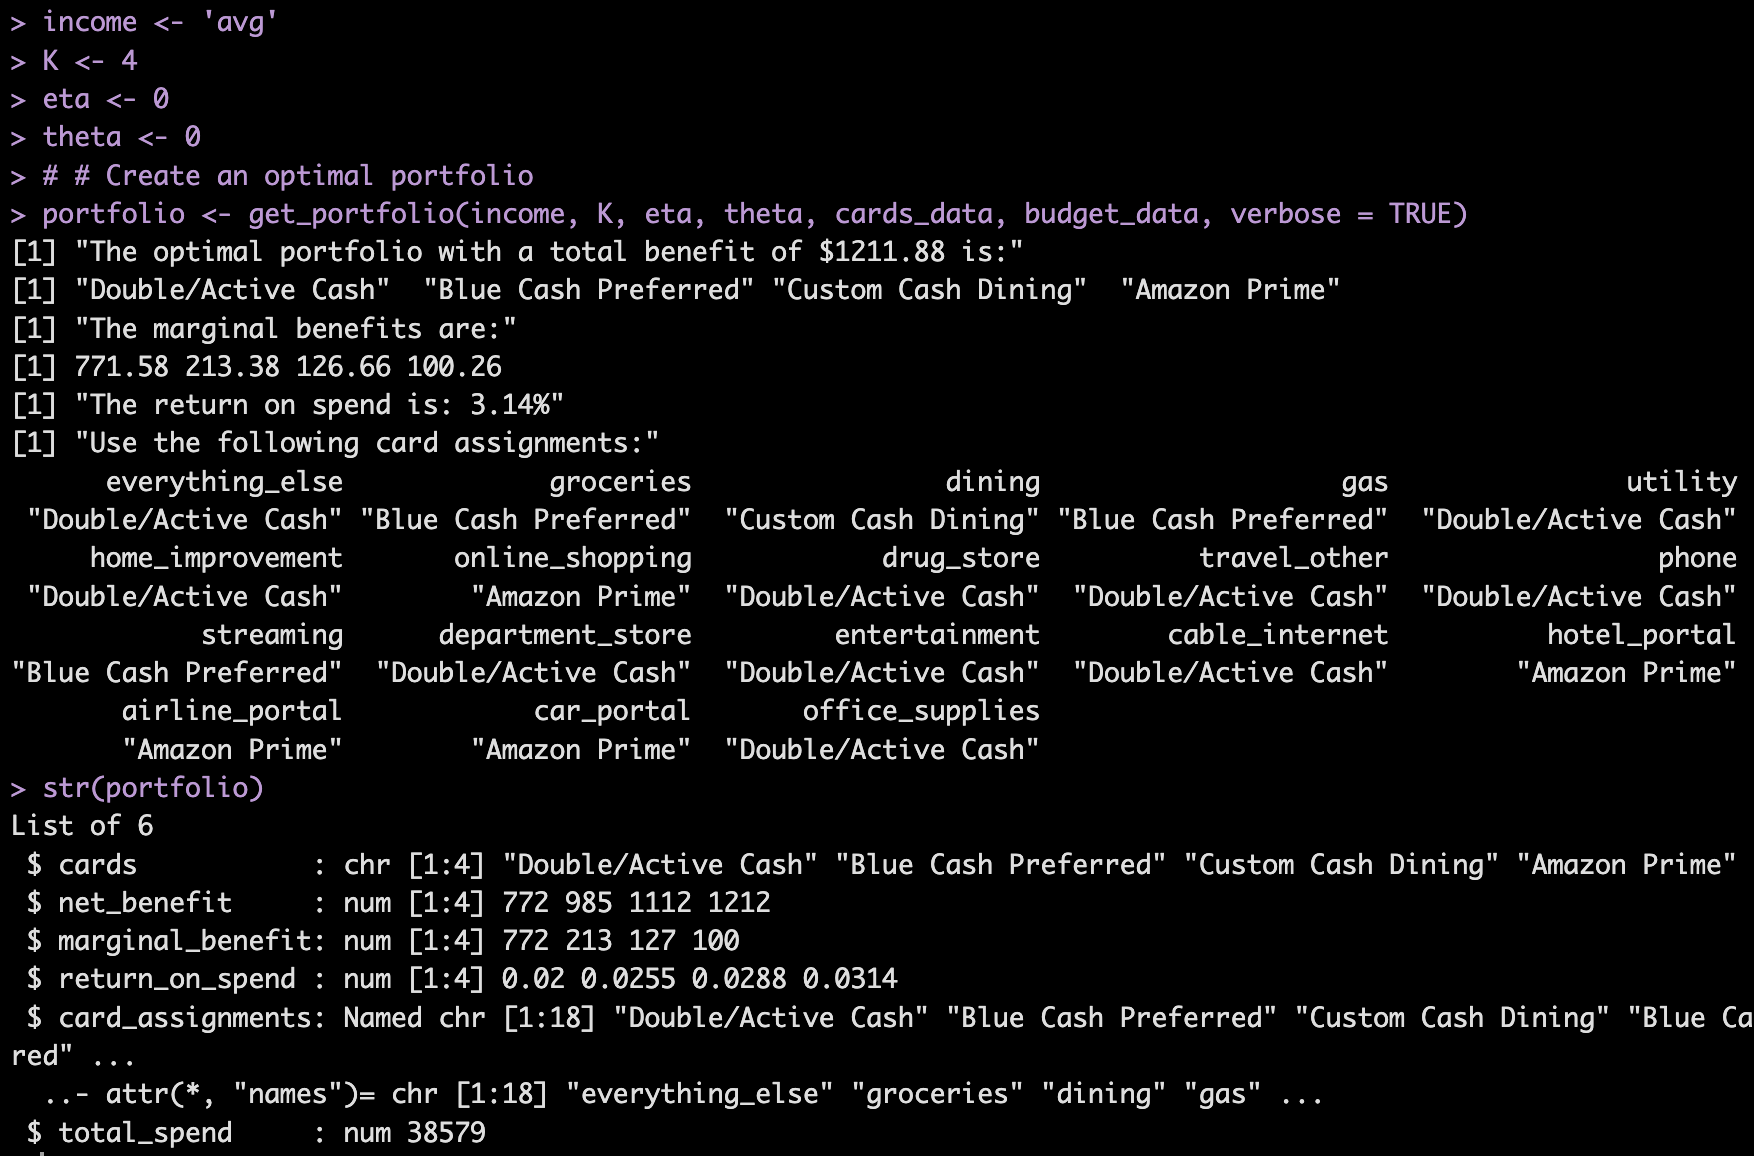 > income <- 'avg'
> K <- 4
> eta <- 0
> theta <- 0
> # # Create an optimal portfolio
> portfolio <- get_portfolio(income, K, eta, theta, cards_data, budget_data, verbose = TRUE)
[1] "The optimal portfolio with a total benefit of $1211.88 is:"
[1] "Double/Active Cash"  "Blue Cash Preferred" "Custom Cash Dining"  "Amazon Prime"
[1] "The marginal benefits are:"
[1] 771.58 213.38 126.66 100.26
[1] "The return on spend is: 3.14%"
[1] "Use the following card assignments:"
      everything_else             groceries                dining                   gas               utility
 "Double/Active Cash" "Blue Cash Preferred"  "Custom Cash Dining" "Blue Cash Preferred"  "Double/Active Cash"
     home_improvement       online_shopping            drug_store          travel_other                 phone
 "Double/Active Cash"        "Amazon Prime"  "Double/Active Cash"  "Double/Active Cash"  "Double/Active Cash"
            streaming      department_store         entertainment        cable_internet          hotel_portal
"Blue Cash Preferred"  "Double/Active Cash"  "Double/Active Cash"  "Double/Active Cash"        "Amazon Prime"
       airline_portal            car_portal       office_supplies
       "Amazon Prime"        "Amazon Prime"  "Double/Active Cash"
> str(portfolio)
List of 6
 $ cards           : chr [1:4] "Double/Active Cash" "Blue Cash Preferred" "Custom Cash Dining" "Amazon Prime"
 $ net_benefit     : num [1:4] 772 985 1112 1212
 $ marginal_benefit: num [1:4] 772 213 127 100
 $ return_on_spend : num [1:4] 0.02 0.0255 0.0288 0.0314
 $ card_assignments: Named chr [1:18] "Double/Active Cash" "Blue Cash Preferred" "Custom Cash Dining" "Blue Ca
red" ...
  ..- attr(*, "names")= chr [1:18] "everything_else" "groceries" "dining" "gas" ...
 $ total_spend     : num 38579